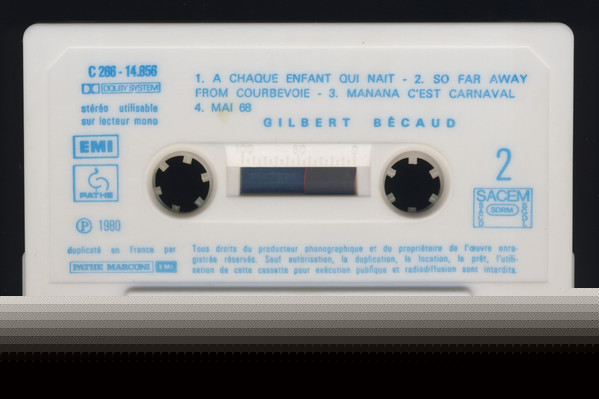 C 266 - 14.856
DOLBY SYSTEM
stéréo utilisable
sur lecteur mono
EMI
PATHE
℗ 1980
1. A CHAQUE ENFANT QUI NAIT - 2. SO FAR AWAY
FROM COURBEVOIE - 3. MANANA C'EST CARNAVAL
4. MAI 68
GILBERT BÉCAUD
2
SACEM
SACD SDRM SGDL
dupliqué en France par
PATHE MARCONI EMI
Tous droits du producteur phonographique et du propriétaire de l'œuvre enre-
gistrée réservés. Sauf autorisation, la duplication, la location, le prêt, l'utili-
sation de cette cassette pour exécution publique et radiodiffusion sont interdits.